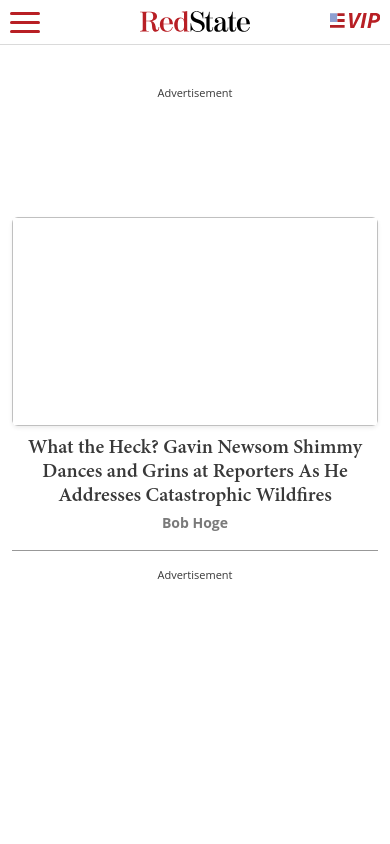 RedState
VIP
Advertisement
What the Heck? Gavin Newsom Shimmy
Dances and Grins at Reporters As He
Addresses Catastrophic Wildfires
Bob Hoge
Advertisement